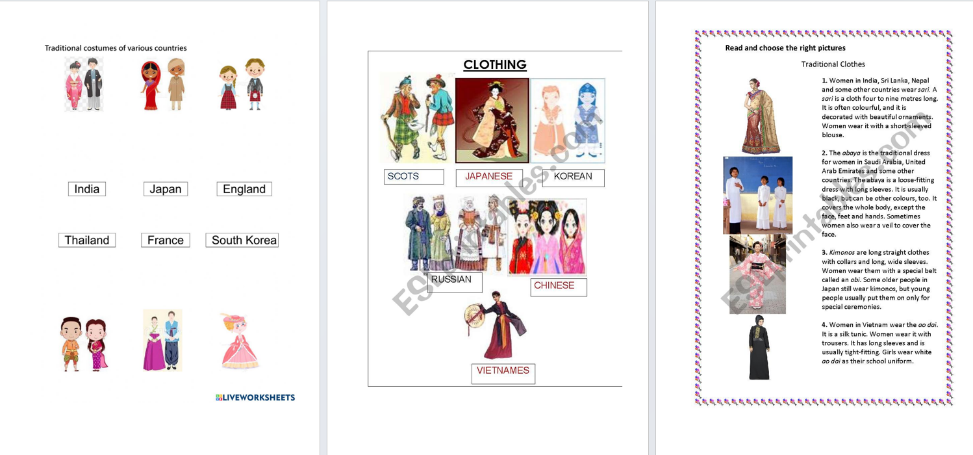 Traditional costumes of various countries
India
Japan
England
Thailand
France
South Korea
LIVEWORKSHEETS
CLOTHING
SCOTS
JAPANESE
KOREAN
RUSSIAN
CHINESE
VIETNAMES
ESLprintables.com
Read and choose the right pictures
Traditional Clothes
1. Women in India, Sri Lanka, Nepal
and some other countries wear sari. A
sari is a cloth four to nine metres long.
It is often colourful, and it is
decorated with beautiful ornaments.
Women wear it with a short-sleeved
blouse.
2. The abaya is the traditional dress
for women in Saudi Arabia, United
Arab Emirates and some other
countries. The abaya is a loose-fitting
dress with long sleeves. It is usually
black, but can be other colours, too. It
covers the whole body, except the
face, feet and hands. Sometimes
women also wear a veil to cover the
face.
3. Kimonos are long straight clothes
with collars and long, wide sleeves.
Women wear them with a special belt
called an obi. Some older people in
Japan still wear kimonos, but young
people usually put them on only for
special ceremonies.
4. Women in Vietnam wear the ao dai.
It is a silk tunic. Women wear it with
trousers. It has long sleeves and is
usually tight-fitting. Girls wear white
ao dai as their school uniform.
ESLprintables.com